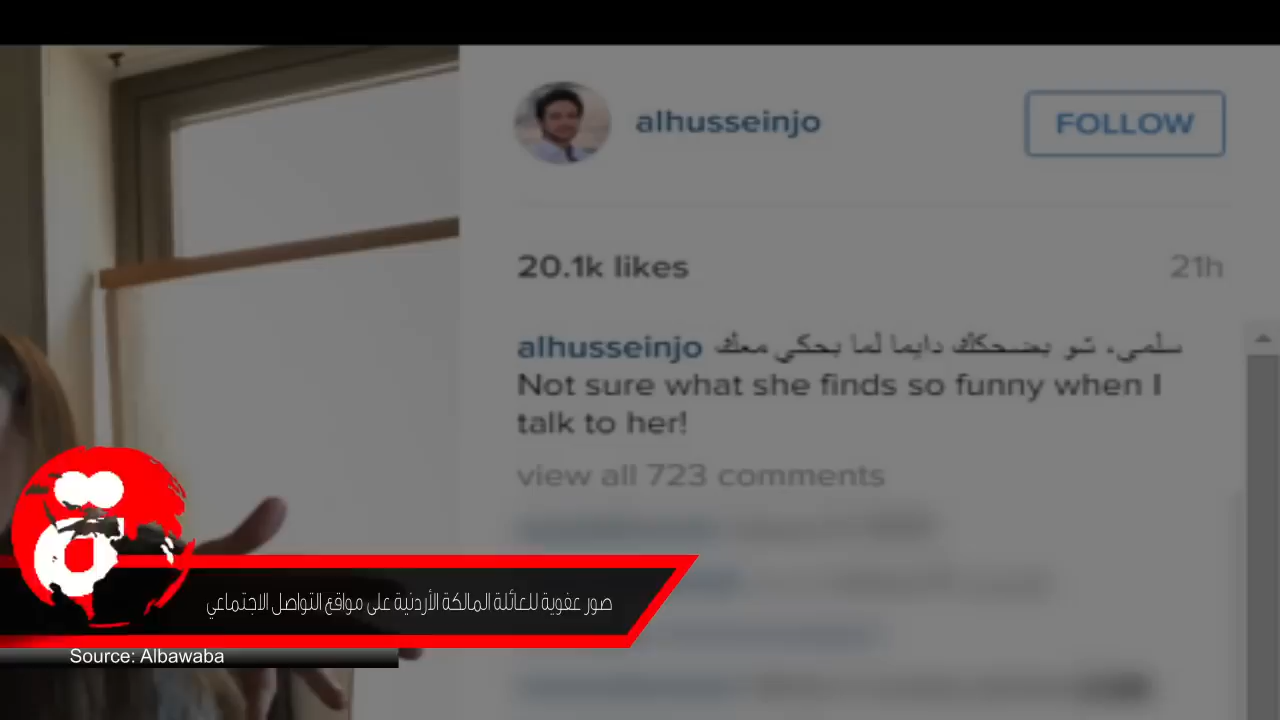 alhusseinjo
FOLLOW
20.1k likes
21h
alhusseinjo سلمى، شو بضحكك دايما لما بحكي معك
Not sure what she finds so funny when I
talk to her!
view all 723 comments
صور عفوية للعائلة المالكة الأردنية على مواقع التواصل الاجتماعي
Source: Albawaba